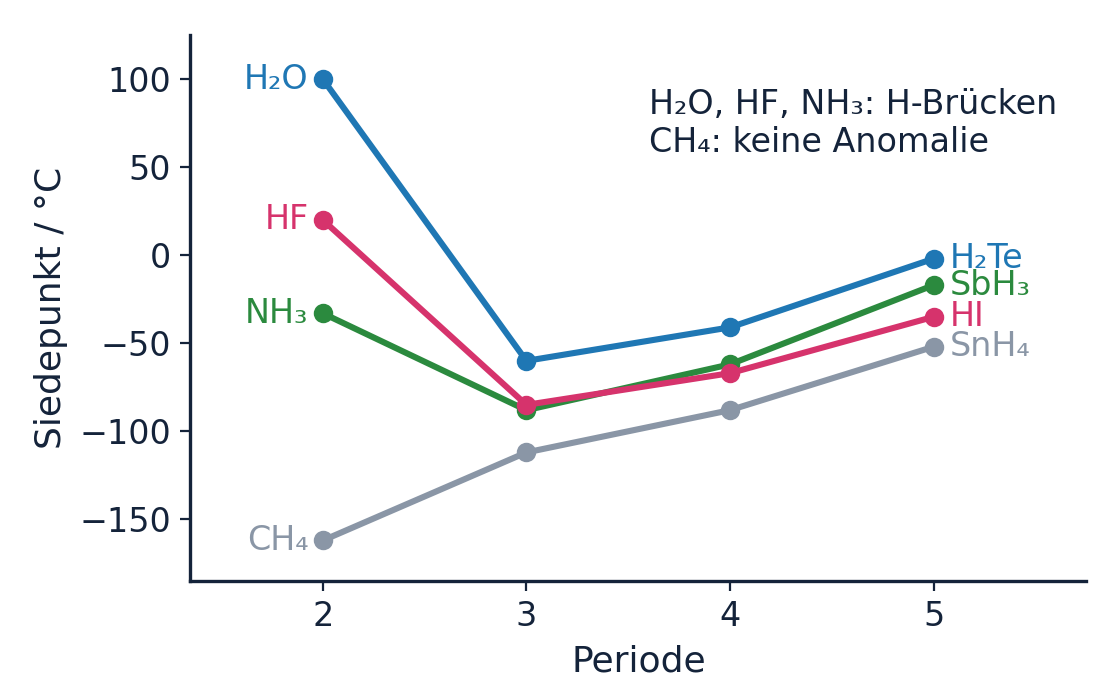 H₂O, HF, NH₃: H-Brücken
CH₄: keine Anomalie
H₂O
HF
NH₃
CH₄
H₂Te
SbH₃
HI
SnH₄
Siedepunkt / °C
100
50
0
−50
−100
−150
2 3 4 5
Periode